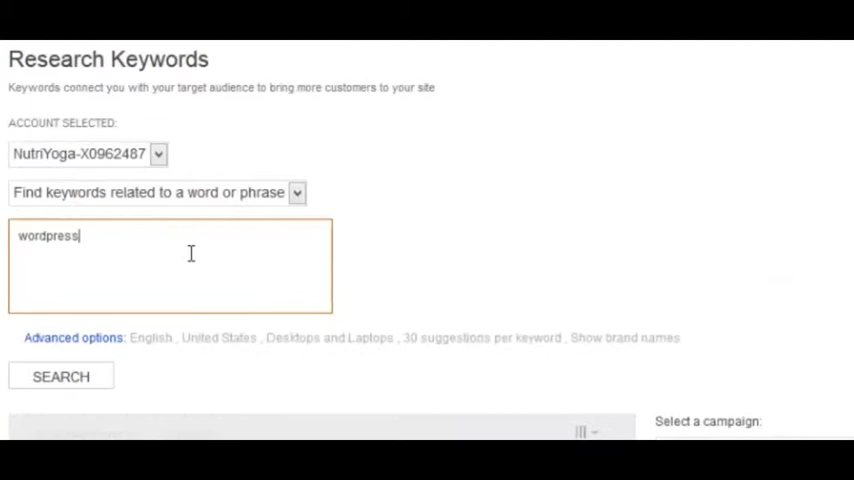 Research Keywords
Keywords connect you with your target audience to bring more customers to your site
ACCOUNT SELECTED:
NutriYoga-X0962487
Find keywords related to a word or phrase
wordpress
Advanced options: English , United States , Desktops and Laptops , 30 suggestions per keyword , Show brand names
SEARCH
Select a campaign: